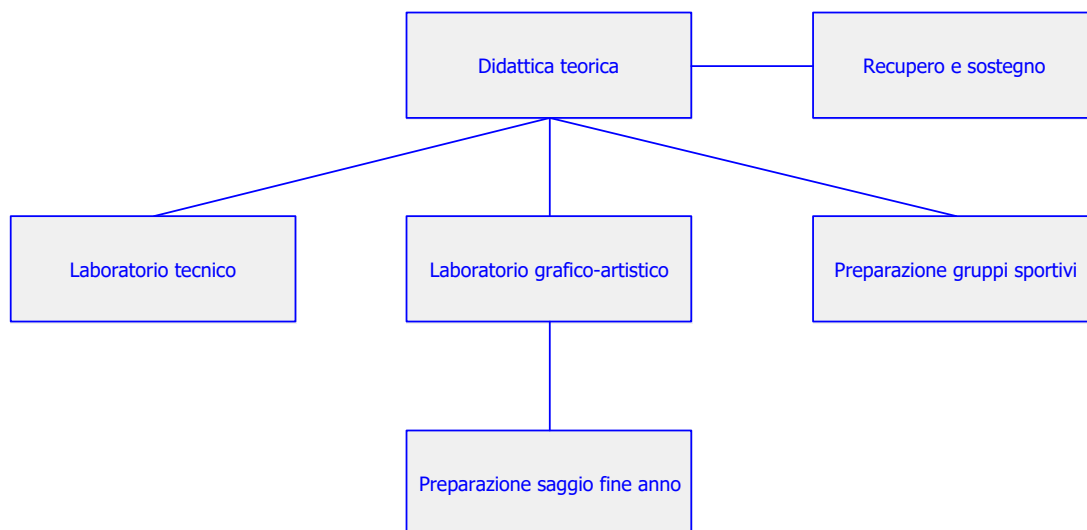 Didattica teorica
Recupero e sostegno
Laboratorio tecnico
Laboratorio grafico-artistico
Preparazione gruppi sportivi
Preparazione saggio fine anno